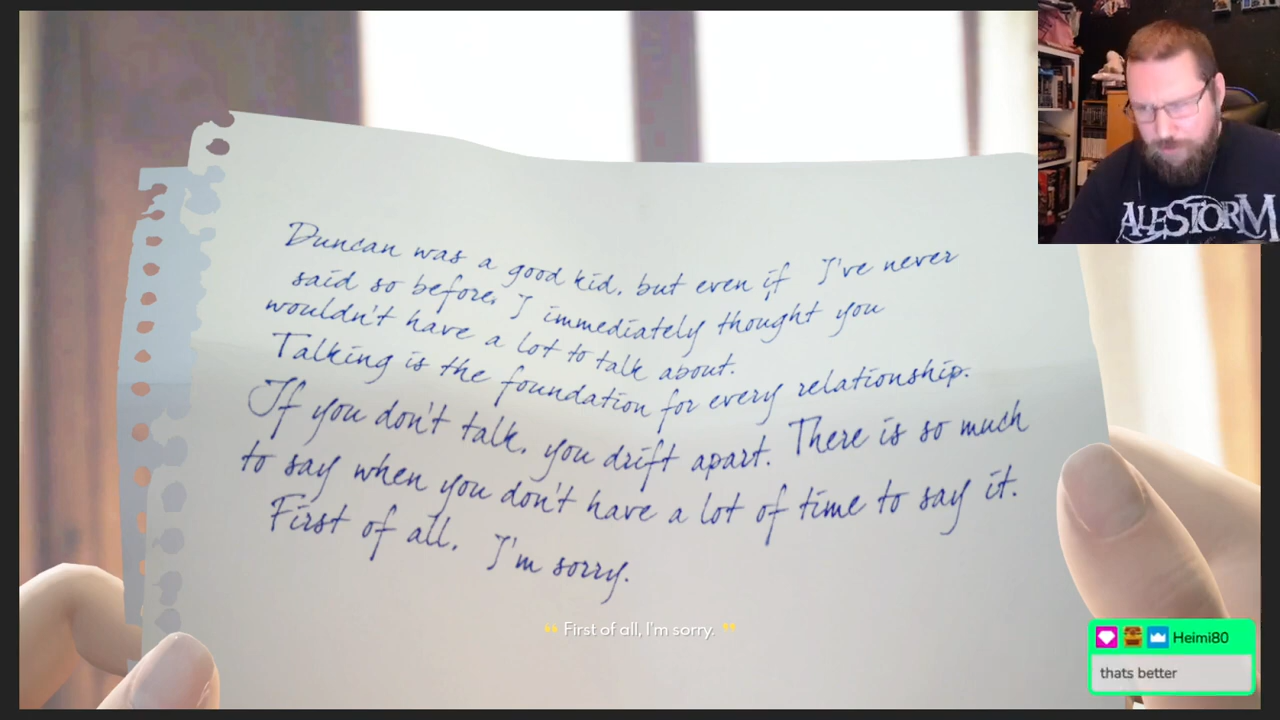 ALESTORM
Duncan was a good kid, but even if I've never
said so before, I immediately thought you
wouldn't have a lot to talk about.
Talking is the foundation for every relationship.
If you don't talk, you drift apart. There is so much
to say when you don't have a lot of time to say it.
First of all, I'm sorry.
“ First of all, I'm sorry. ”
Heimi80
thats better